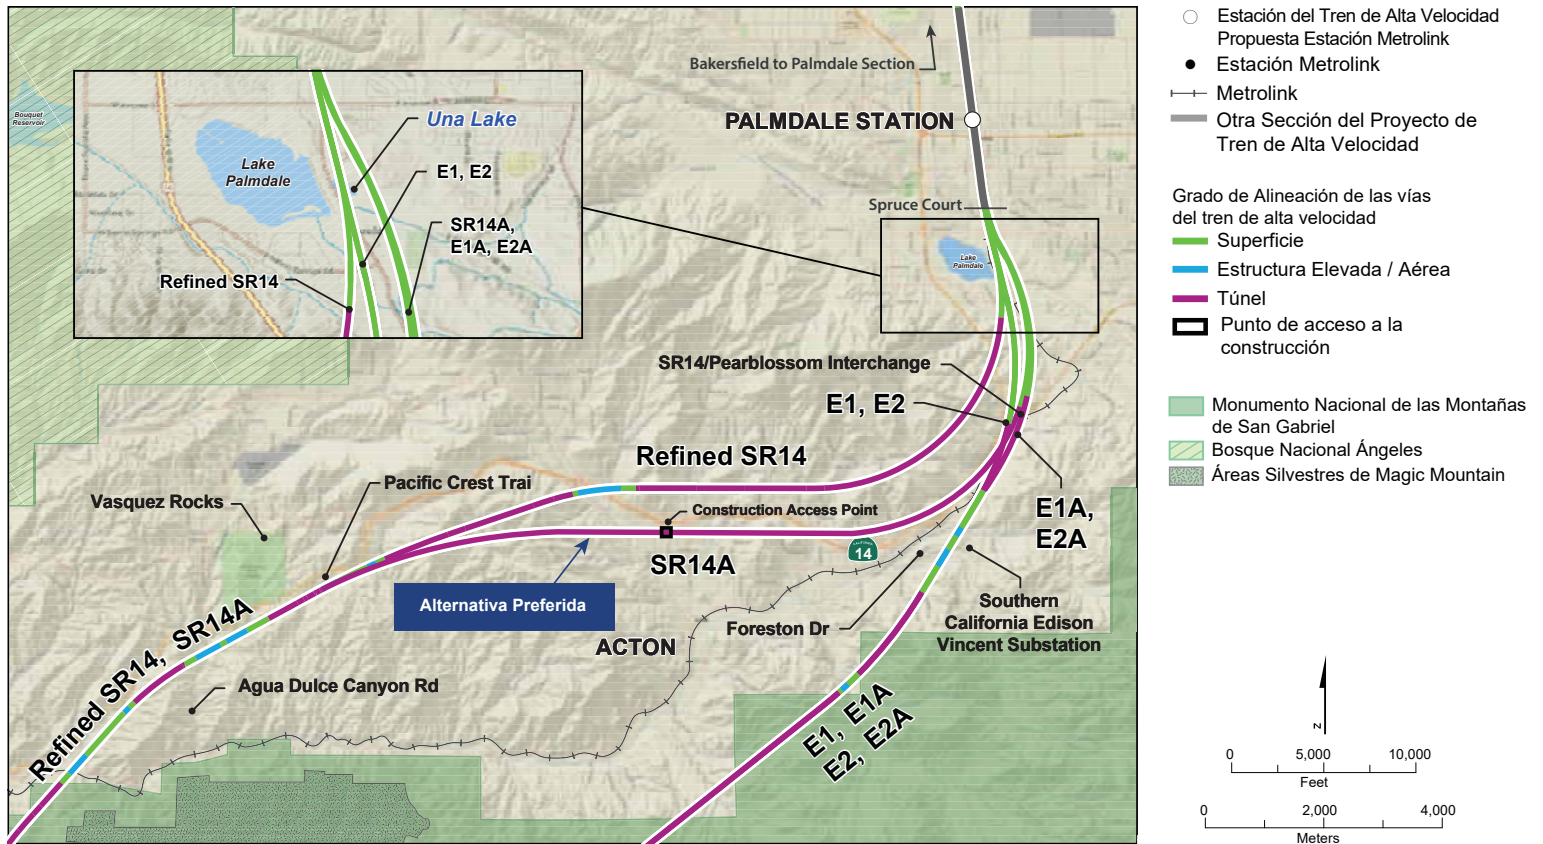 Bouquet
Reservoir
Una Lake
Lake
Palmdale
E1, E2
SR14A,
E1A, E2A
Refined SR14
Bakersfield to Palmdale Section
PALMDALE STATION
Spruce Court
Lake
Palmdale
SR14/Pearblossom Interchange
E1, E2
Refined SR14
Pacific Crest Trai
Vasquez Rocks
Construction Access Point
E1A,
E2A
SR14A
CALIFORNIA
14
Alternativa Preferida
Southern
California Edison
Vincent Substation
Foreston Dr
ACTON
Refined SR14, SR14A
Agua Dulce Canyon Rd
E1, E1A
E2, E2A
Estación del Tren de Alta Velocidad
Propuesta Estación Metrolink
Estación Metrolink
Metrolink
Otra Sección del Proyecto de
Tren de Alta Velocidad
Grado de Alineación de las vías
del tren de alta velocidad
Superficie
Estructura Elevada / Aérea
Túnel
Punto de acceso a la
construcción
Monumento Nacional de las Montañas
de San Gabriel
Bosque Nacional Ángeles
Áreas Silvestres de Magic Mountain
N
0 5,000 10,000
Feet
0 2,000 4,000
Meters